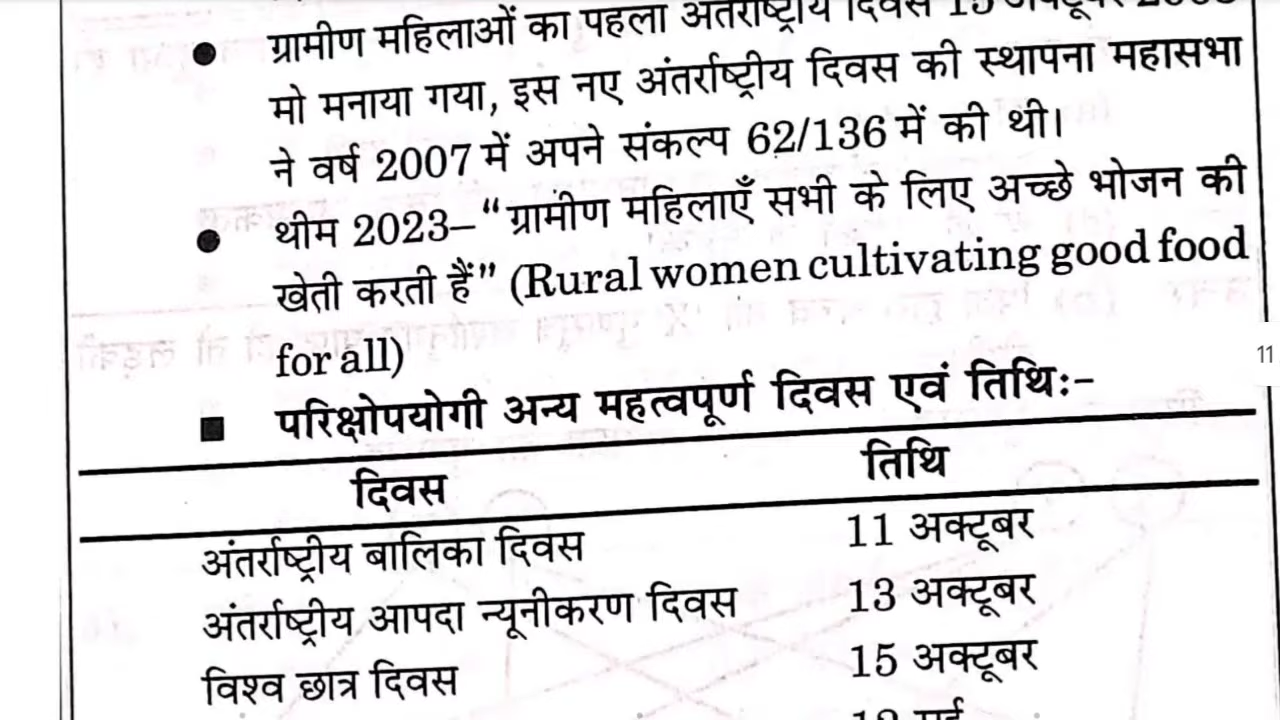 ग्रामीण महिलाओं का पहला अंतर्राष्ट्रीय दिवस 15 अक्टूबर
मो मनाया गया, इस नए अंतर्राष्ट्रीय दिवस की स्थापना महासभा
ने वर्ष 2007 में अपने संकल्प 62/136 में की थी।
थीम 2023– “ग्रामीण महिलाएँ सभी के लिए अच्छे भोजन की
खेती करती हैं” (Rural women cultivating good food
for all)
परिक्षोपयोगी अन्य महत्वपूर्ण दिवस एवं तिथिः-
दिवस तिथि
अंतर्राष्ट्रीय बालिका दिवस 11 अक्टूबर
अंतर्राष्ट्रीय आपदा न्यूनीकरण दिवस 13 अक्टूबर
विश्व छात्र दिवस 15 अक्टूबर
11